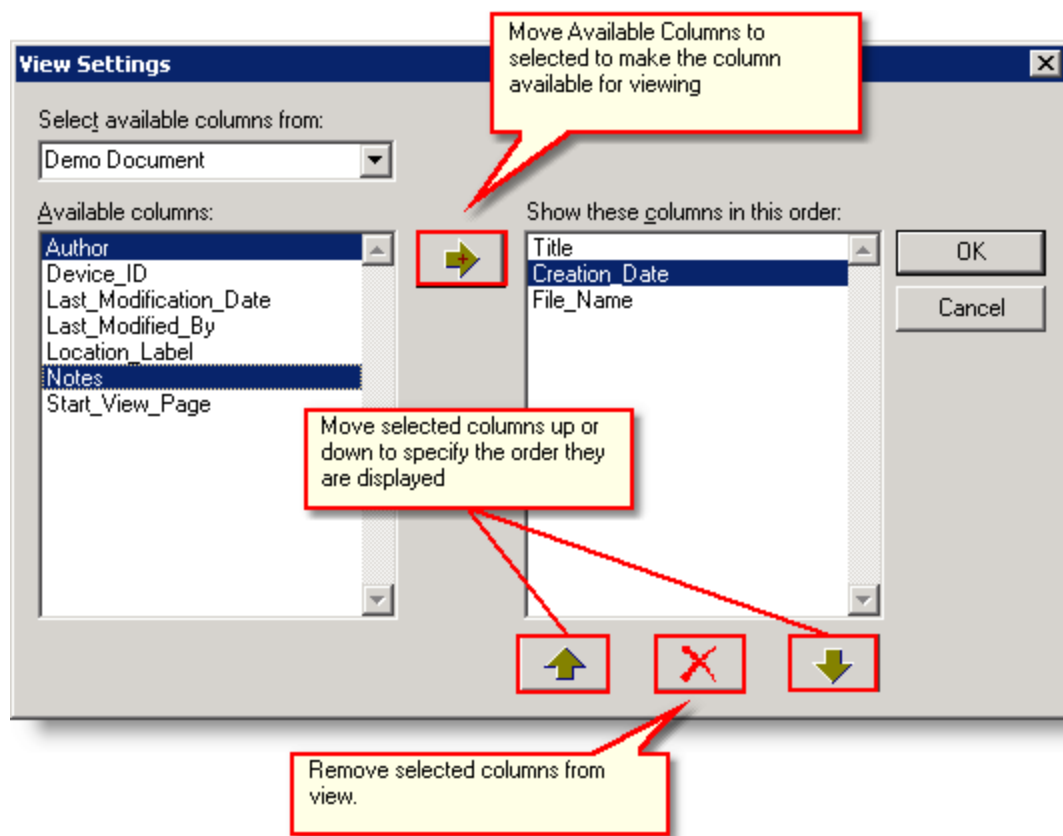 Move Available Columns to
selected to make the column
available for viewing
View Settings
Select available columns from:
Demo Document
Available columns:
Author
Device_ID
Last_Modification_Date
Last_Modified_By
Location_Label
Notes
Start_View_Page
Show these columns in this order:
Title
Creation_Date
File_Name
OK
Cancel
Move selected columns up or
down to specify the order they
are displayed
Remove selected columns from
view.